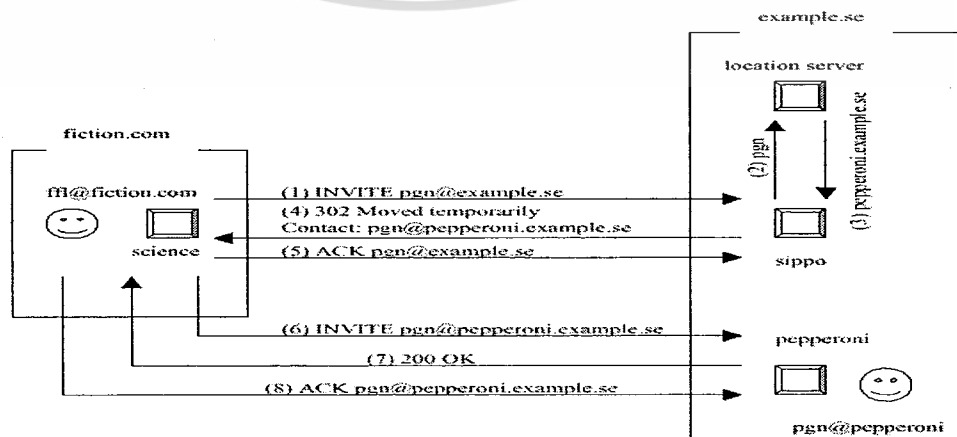 example.se
location server
(2) pgn
(3) pepperoni.example.se
fiction.com
ffl@fiction.com
(1) INVITE pgn@example.se
(4) 302 Moved temporarily
Contact: pgn@pepperoni.example.se
science
(5) ACK pgn@example.se
sippo
(6) INVITE pgn@pepperoni.example.se
pepperoni
(7) 200 OK
(8) ACK pgn@pepperoni.example.se
pgn@pepperoni